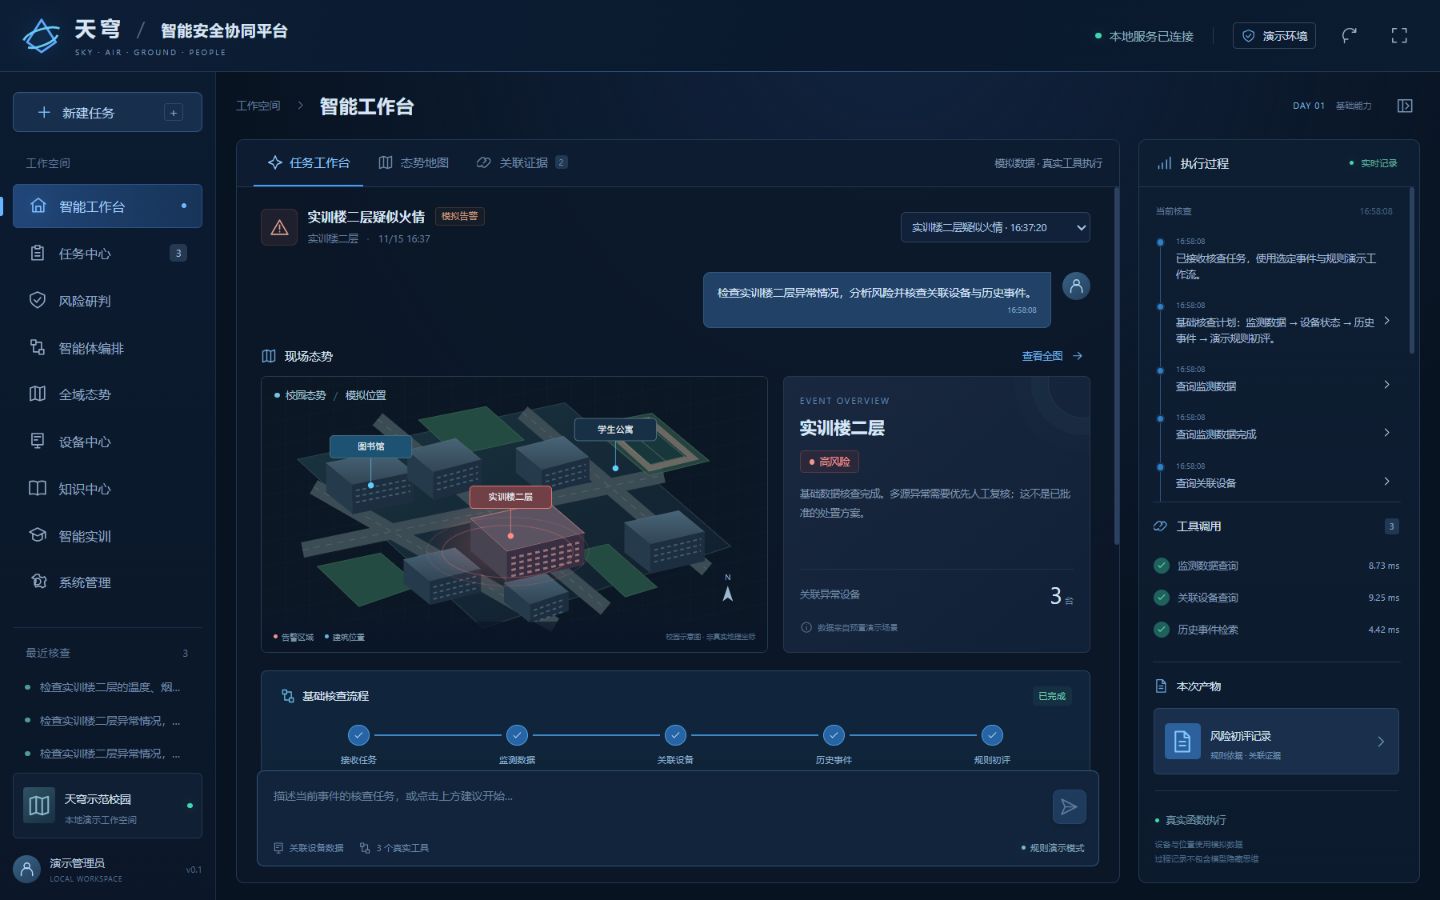 天穹 / 智能安全协同平台
SKY · AIR · GROUND · PEOPLE
本地服务已连接
演示环境
新建任务
+
工作空间
智能工作台
任务中心
3
风险研判
智能体编排
全域态势
设备中心
知识中心
智能实训
系统管理
最近核查
3
检查实训楼二层的温度、烟...
检查实训楼二层异常情况，...
检查实训楼二层异常情况，...
天穹示范校园
本地演示工作空间
演示管理员
LOCAL WORKSPACE
v0.1
工作空间
智能工作台
DAY 01
基础能力
任务工作台
态势地图
关联证据
2
模拟数据 · 真实工具执行
实训楼二层疑似火情
模拟告警
实训楼二层 · 11/15 16:37
实训楼二层疑似火情 · 16:37:20
检查实训楼二层异常情况，分析风险并核查关联设备与历史事件。
16:58:08
现场态势
查看全图 →
校园态势 / 模拟位置
图书馆
学生公寓
实训楼二层
N
告警区域
建筑位置
校园示意图 · 非真实地理坐标
EVENT OVERVIEW
实训楼二层
高风险
基础数据核查完成。多源异常需要优先人工复核；这不是已批
准的处置方案。
关联异常设备
3 台
数据来自预置演示场景
基础核查流程
已完成
接收任务
监测数据
关联设备
历史事件
规则初评
描述当前事件的核查任务，或点击上方建议开始...
关联设备数据
3 个真实工具
规则演示模式
执行过程
实时记录
当前核查
16:58:08
16:58:08
已接收核查任务，使用选定事件与规则演示工
作流。
16:58:08
基础核查计划：监测数据 → 设备状态 → 历史
事件 → 演示规则初评。
16:58:08
查询监测数据
16:58:08
查询监测数据完成
16:58:08
查询关联设备
工具调用
3
监测数据查询
8.73 ms
关联设备查询
9.25 ms
历史事件检索
4.42 ms
本次产物
风险初评记录
规则依据 · 关联证据
真实函数执行
设备与位置使用模拟数据
过程记录不包含模型隐藏思维